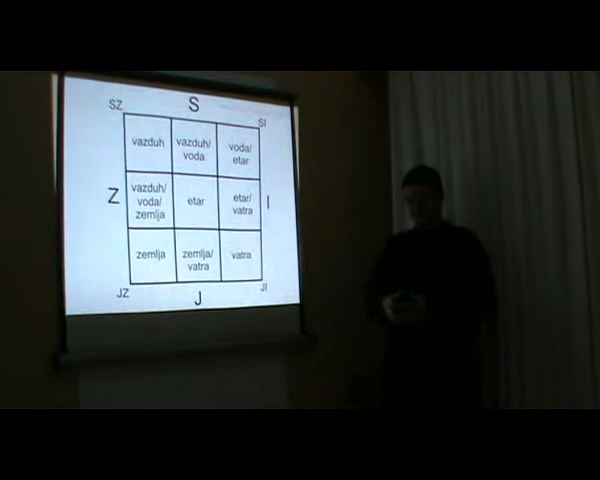 SZ S SI
vazduh
vazduh/
voda
voda/
etar
Z
vazduh/
voda/
zemlja
etar
etar/
vatra
I
zemlja
zemlja/
vatra
vatra
JZ J JI